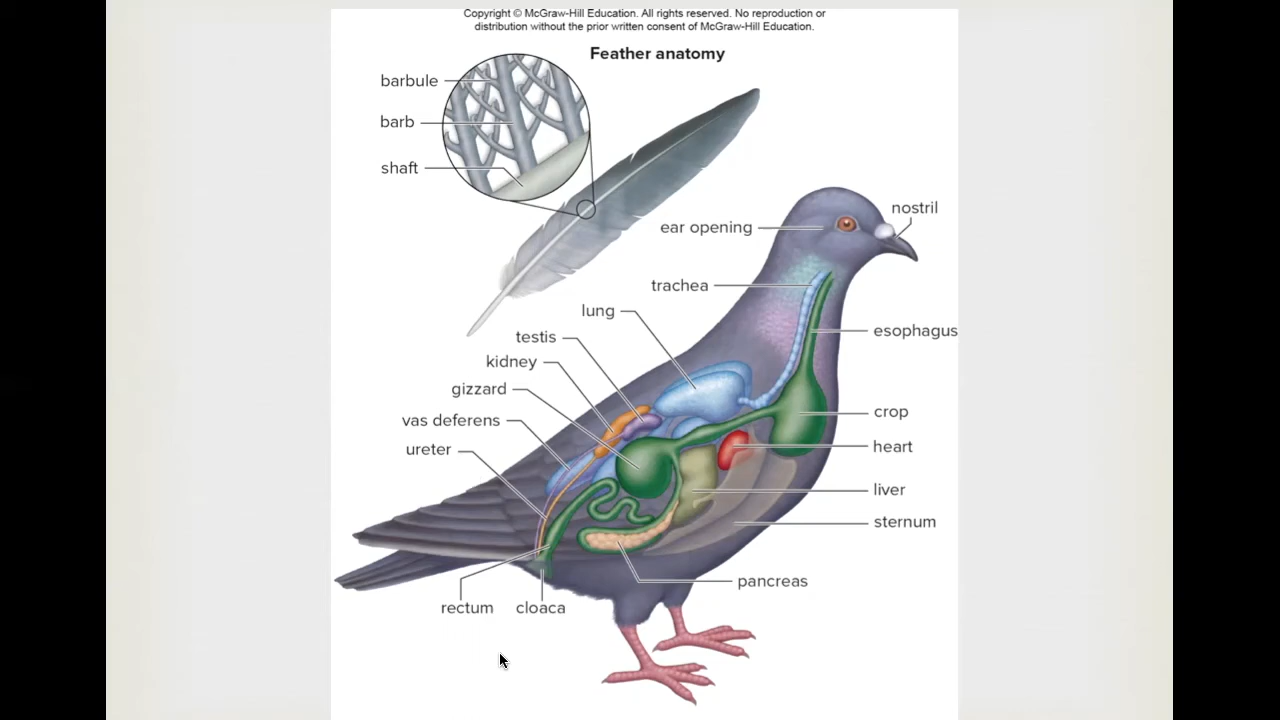 Copyright © McGraw-Hill Education. All rights reserved. No reproduction or
distribution without the prior written consent of McGraw-Hill Education.
Feather anatomy
barbule
barb
shaft
nostril
ear opening
trachea
lung
esophagus
testis
kidney
gizzard
crop
vas deferens
heart
ureter
liver
sternum
pancreas
rectum
cloaca